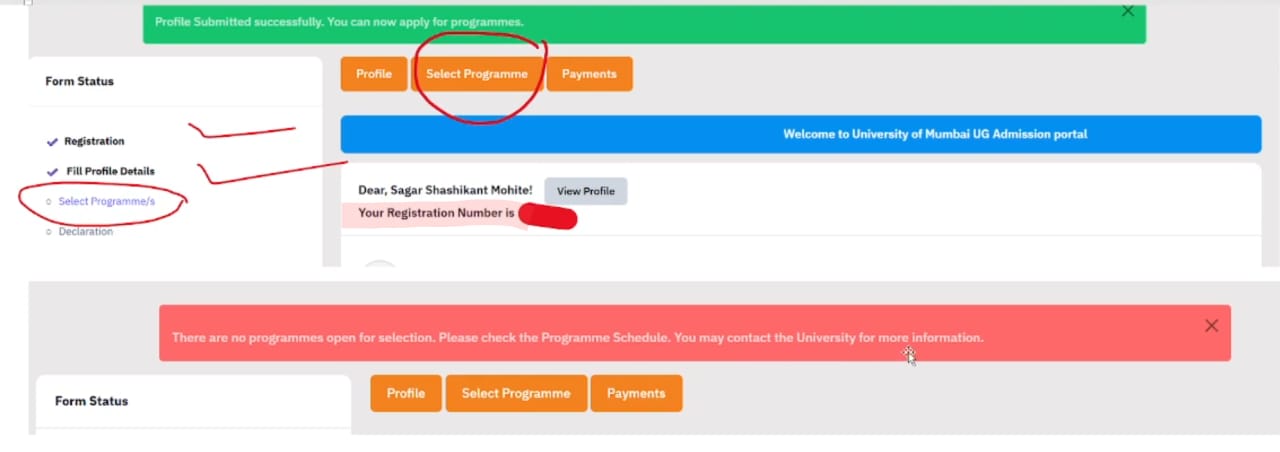 Profile Submitted successfully. You can now apply for programmes.
Form Status
Profile
Select Programme
Payments
Welcome to University of Mumbai UG Admission portal
Registration
Fill Profile Details
Select Programme/s
Declaration
Dear, Sagar Shashikant Mohite!
View Profile
Your Registration Number is
There are no programmes open for selection. Please check the Programme Schedule. You may contact the University for more information.
Form Status
Profile
Select Programme
Payments